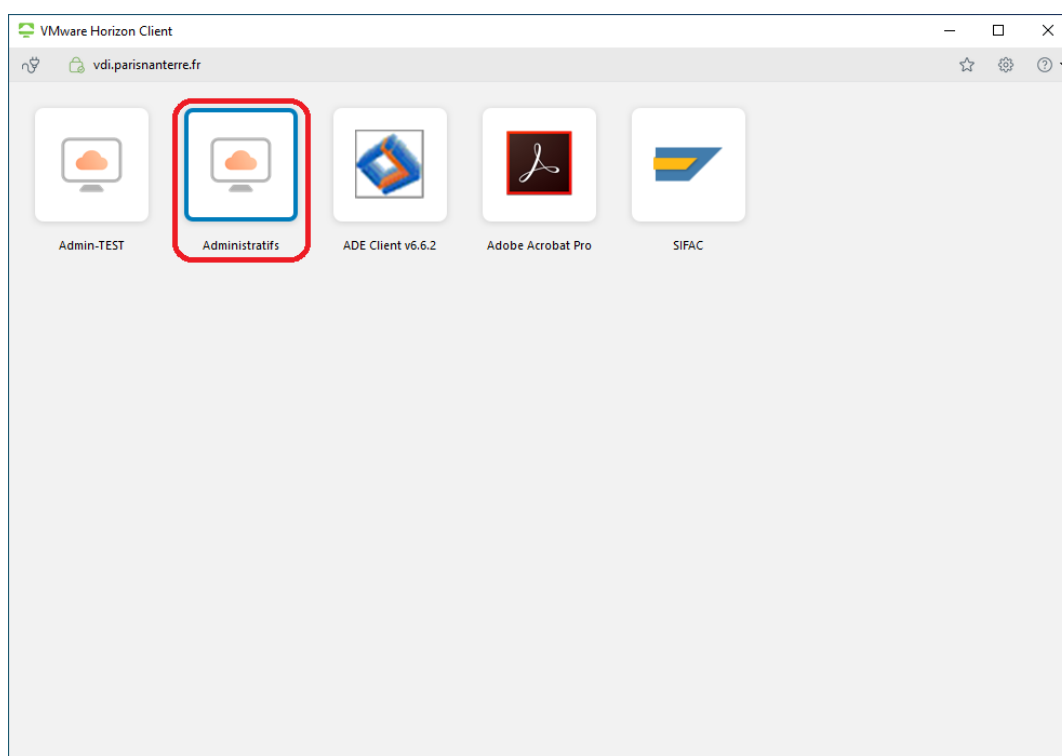 VMware Horizon Client
vdi.parisnanterre.fr
Admin-TEST
Administratifs
ADE Client v6.6.2
Adobe Acrobat Pro
SIFAC